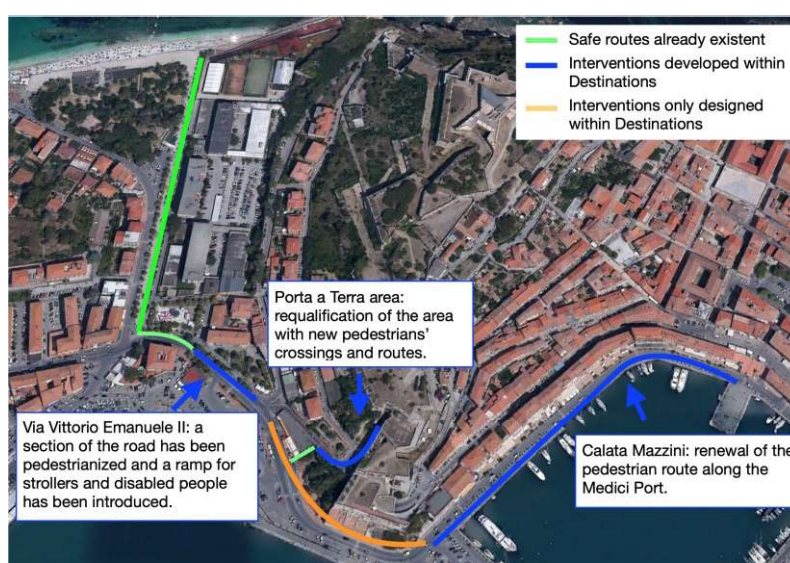 Safe routes already existent
Interventions developed within
Destinations
Interventions only designed
within Destinations
Porta a Terra area:
requalification of the area
with new pedestrians’
crossings and routes.
Via Vittorio Emanuele II: a
section of the road has been
pedestrianized and a ramp for
strollers and disabled people
has been introduced.
Calata Mazzini: renewal of the
pedestrian route along the
Medici Port.